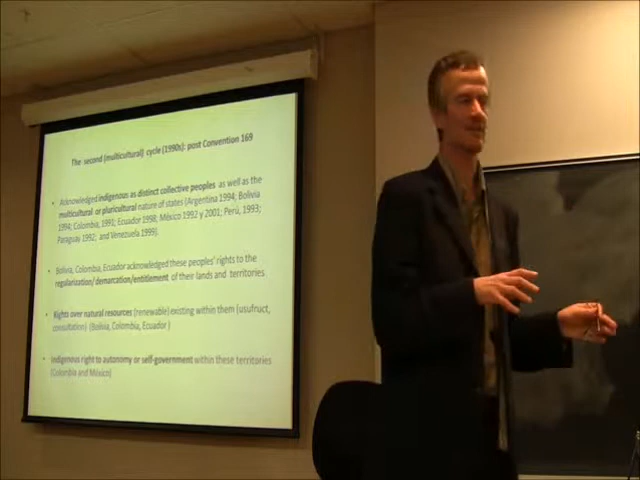 The second (multicultural) cycle (1990s): post Convention 169
• Acknowledged indigenous as distinct collective peoples as well as the
multicultural or pluricultural nature of states (Argentina 1994; Bolivia
1994; Colombia, 1991; Ecuador 1998; México 1992 y 2001; Perú, 1993;
Paraguay 1992; and Venezuela 1999).
• Bolivia, Colombia, Ecuador acknowledged these peoples' rights to the
regularization/ demarcation/entitlement of their lands and territories.
• Rights over natural resources (renewable) existing within them (usufruct,
consultation) (Bolivia, Colombia, Ecuador)
• Indigenous right to autonomy or self-government within these territories
(Colombia and México)